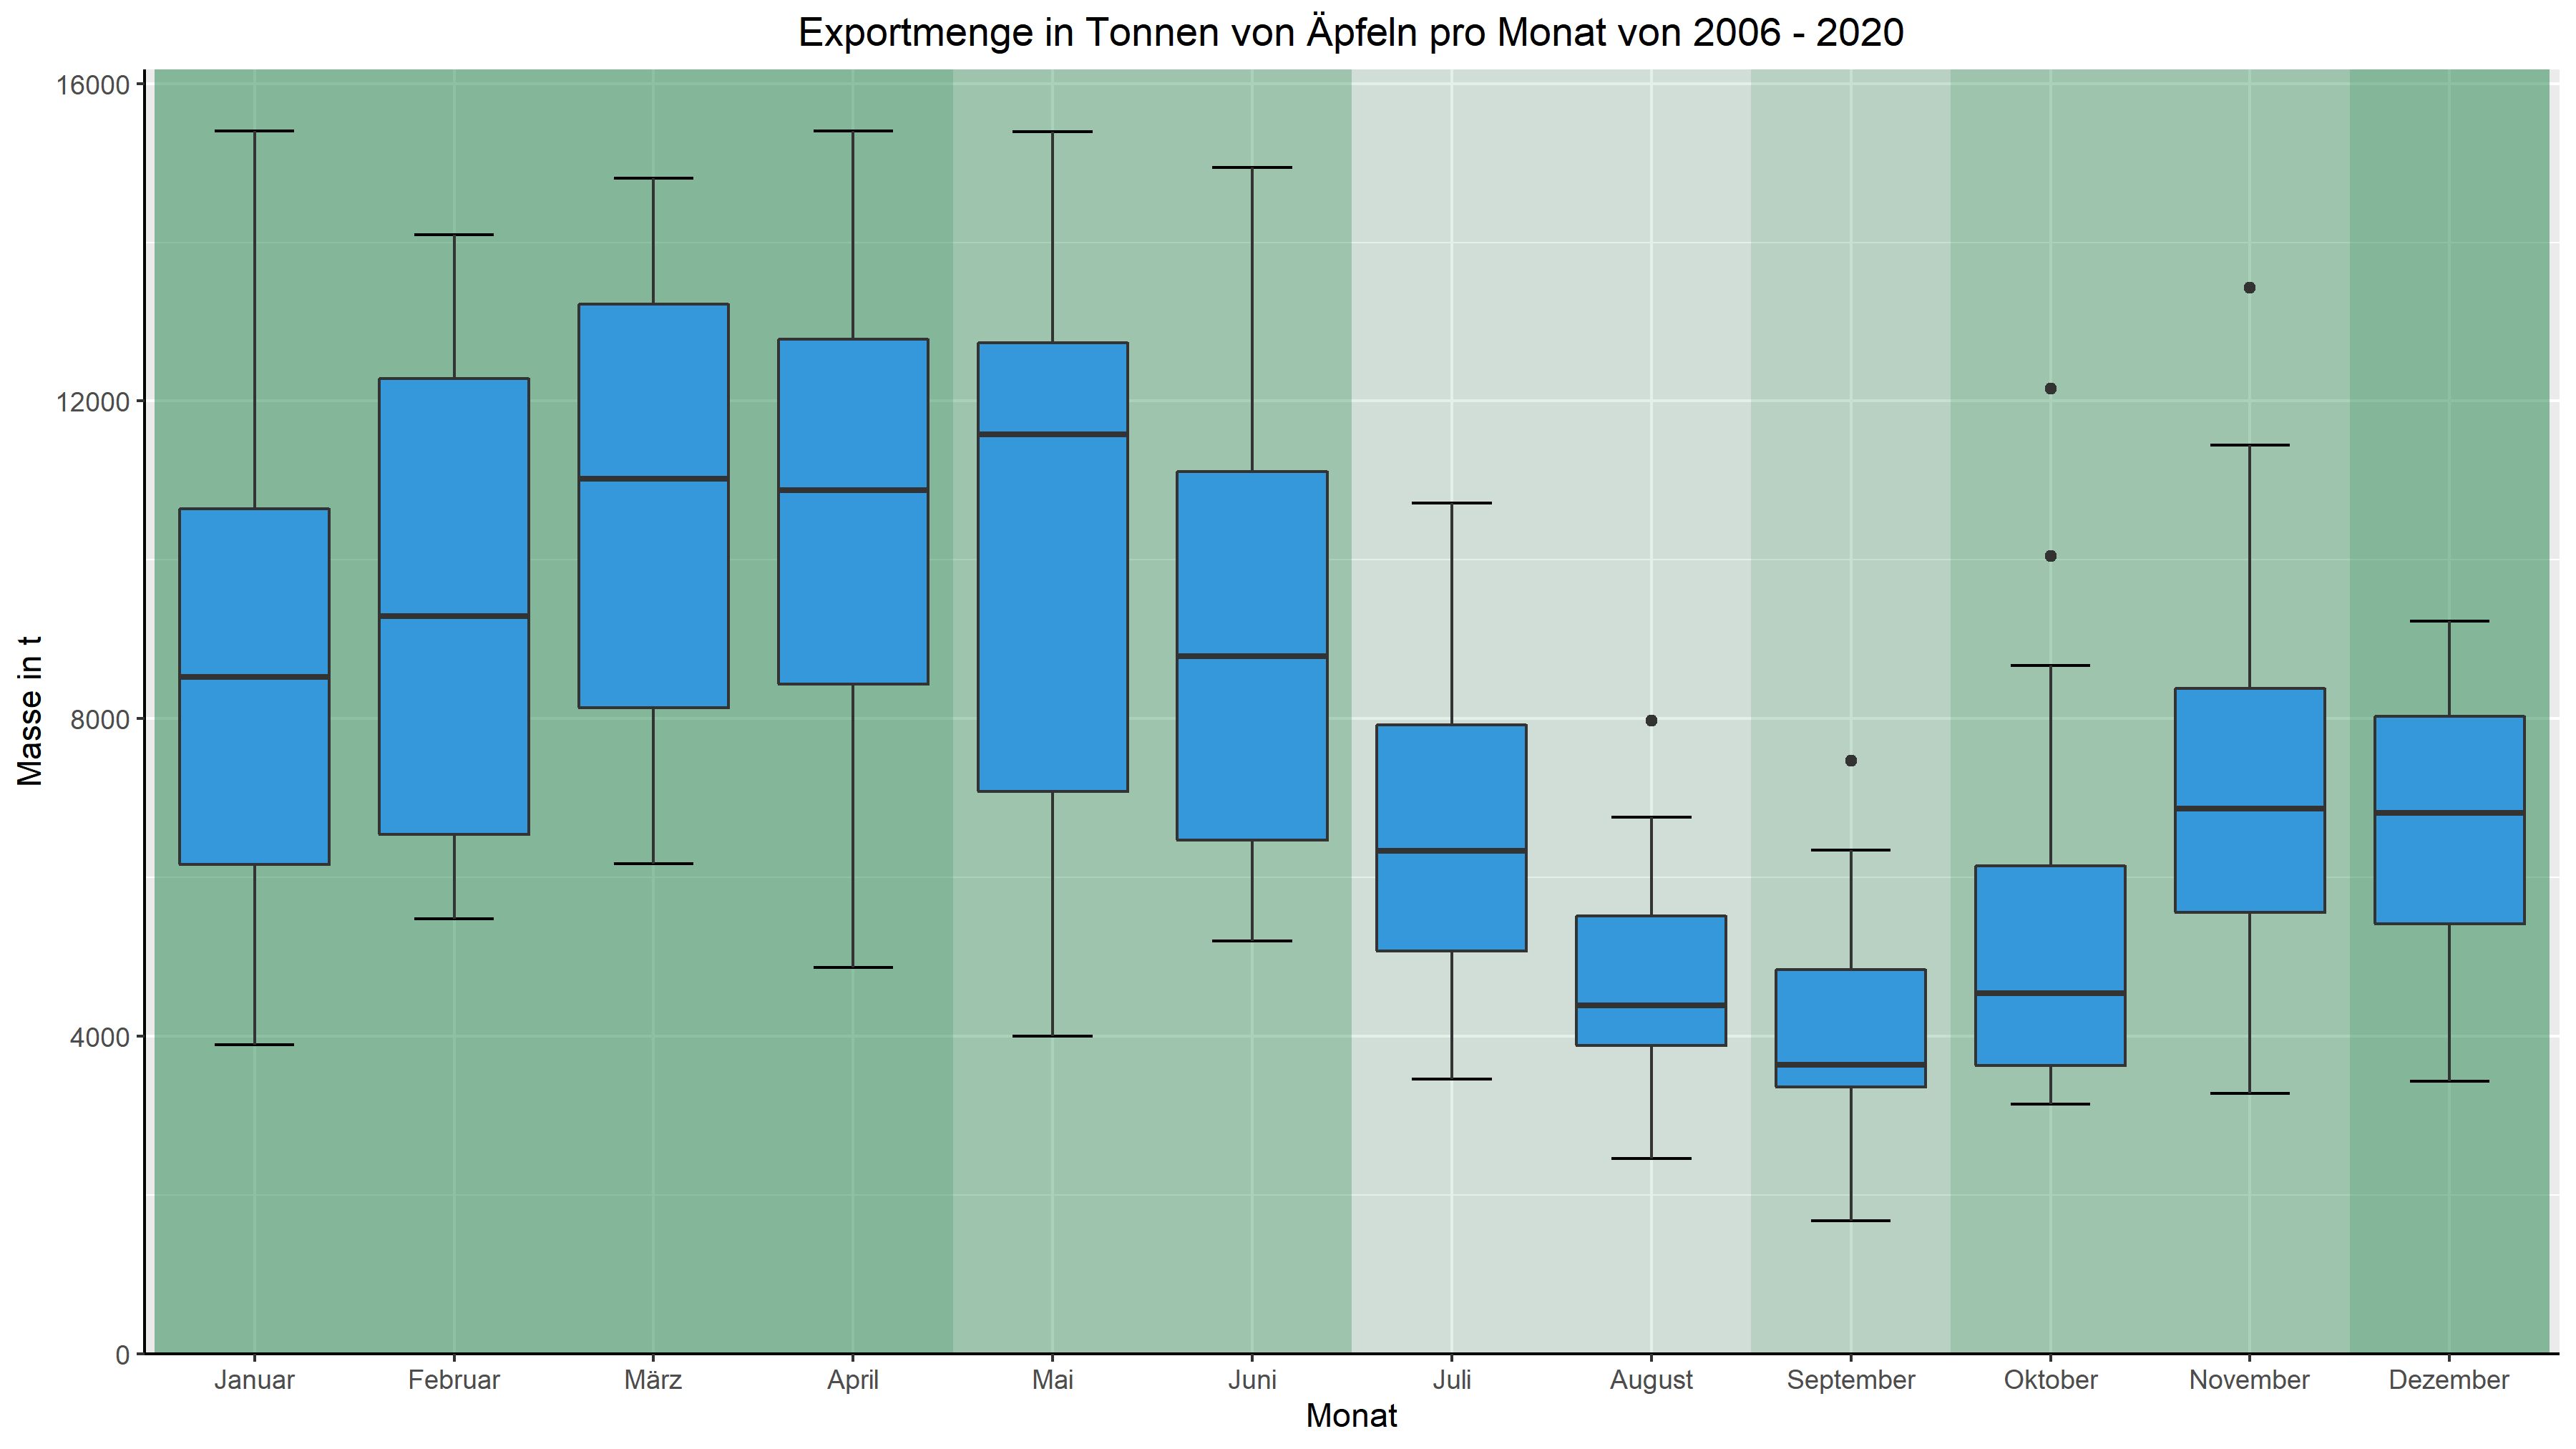 Exportmenge in Tonnen von Äpfeln pro Monat von 2006 - 2020
Masse in t
16000
12000
8000
4000
0
Januar Februar März April Mai Juni Juli August September Oktober November Dezember
Monat